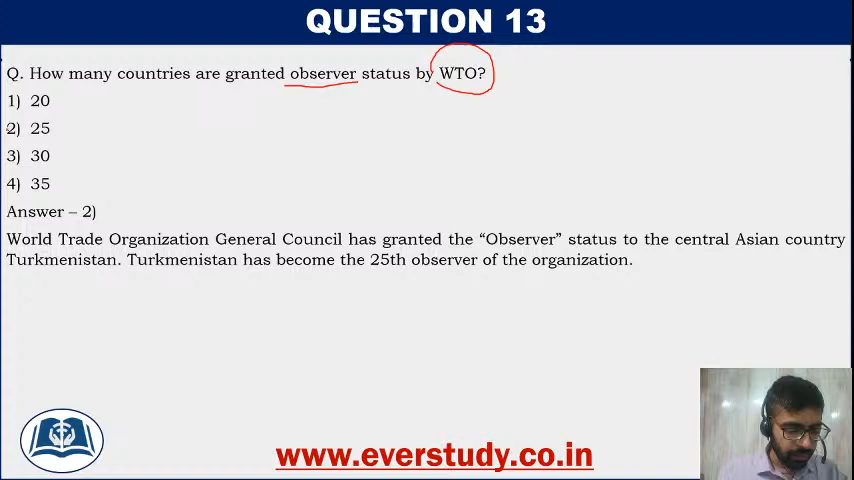 QUESTION 13
Q. How many countries are granted observer status by WTO?
1) 20
2) 25
3) 30
4) 35
Answer – 2)
World Trade Organization General Council has granted the “Observer” status to the central Asian country
Turkmenistan. Turkmenistan has become the 25th observer of the organization.
www.everstudy.co.in